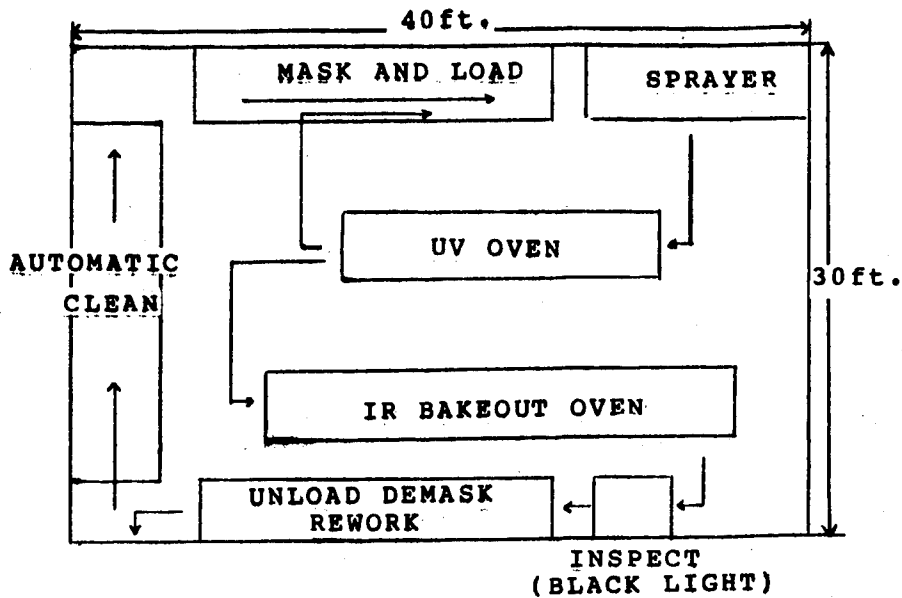 40ft.
MASK AND LOAD
SPRAYER
UV OVEN
AUTOMATIC
CLEAN
30ft.
IR BAKEOUT OVEN
UNLOAD DEMASK
REWORK
INSPECT
(BLACK LIGHT)